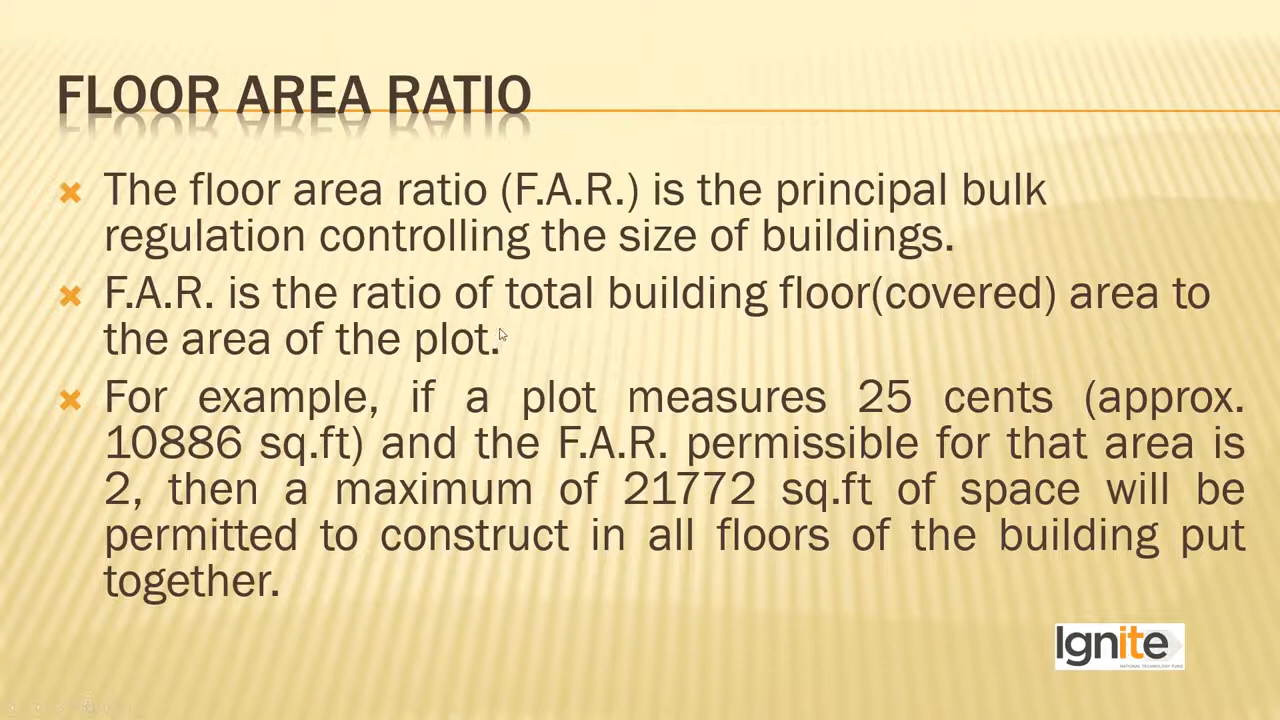 FLOOR AREA RATIO
The floor area ratio (F.A.R.) is the principal bulk
regulation controlling the size of buildings.
F.A.R. is the ratio of total building floor(covered) area to
the area of the plot.
For example, if a plot measures 25 cents (approx.
10886 sq.ft) and the F.A.R. permissible for that area is
2, then a maximum of 21772 sq.ft of space will be
permitted to construct in all floors of the building put
together.
Ignite
NATIONAL TECHNOLOGY FUND